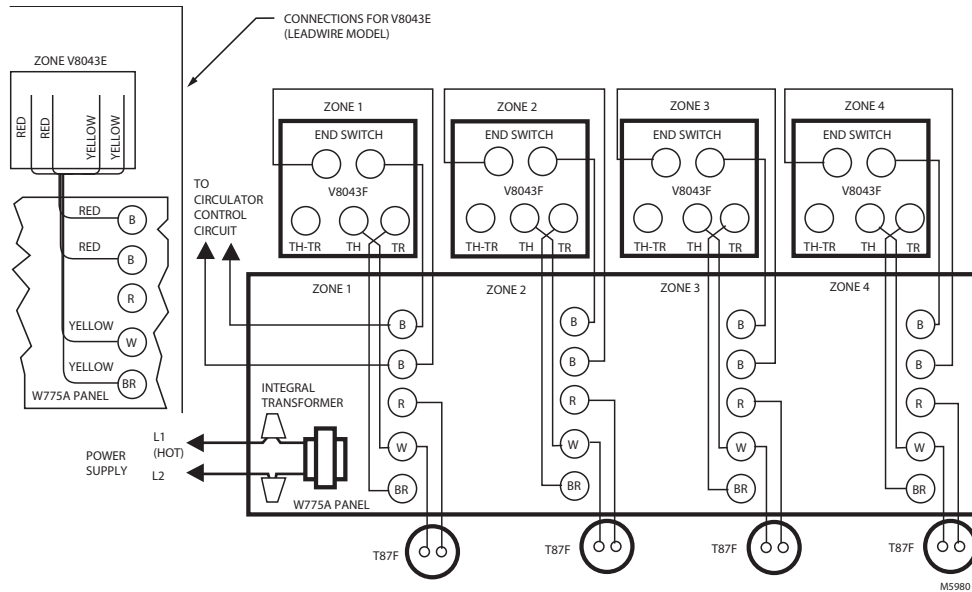 CONNECTIONS FOR V8043E
(LEADWIRE MODEL)
ZONE V8043E
RED
RED
YELLOW
YELLOW
RED
B
RED
B
R
YELLOW
W
YELLOW
BR
W775A PANEL
TO
CIRCULATOR
CONTROL
CIRCUIT
ZONE 1
END SWITCH
V8043F
TH-TR
TH
TR
ZONE 2
END SWITCH
V8043F
TH-TR
TH
TR
ZONE 3
END SWITCH
V8043F
TH-TR
TH
TR
ZONE 4
END SWITCH
V8043F
TH-TR
TH
TR
ZONE 1
B
B
R
W
BR
ZONE 2
B
B
R
W
BR
ZONE 3
B
B
R
W
BR
ZONE 4
B
B
R
W
BR
INTEGRAL
TRANSFORMER
L1
(HOT)
POWER
SUPPLY
L2
W775A PANEL
T87F
T87F
T87F
T87F
M5980